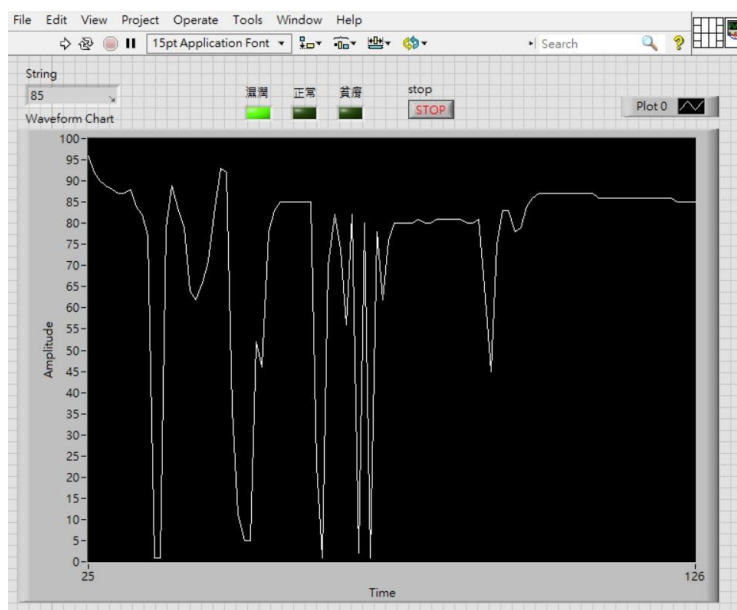 File Edit View Project Operate Tools Window Help
15pt Application Font
Search
String
85
濕潤 正常 貧瘠
stop
STOP
Plot 0
Waveform Chart
100
95
90
85
80
75
70
65
60
55
50
45
40
35
30
25
20
15
10
5
0
Amplitude
25 126
Time